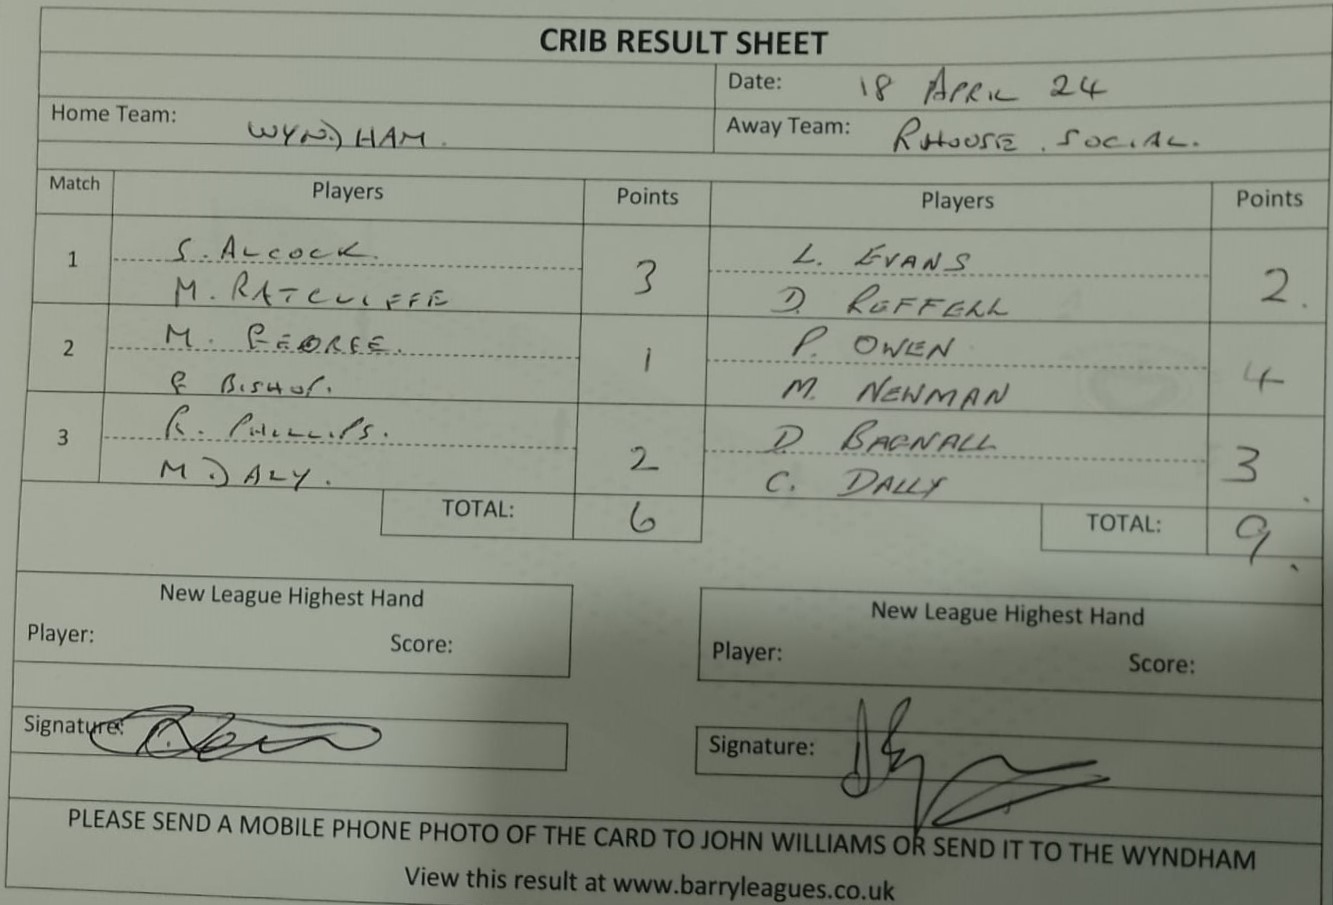 CRIB RESULT SHEET
Date: 18 APRIL 24
Home Team: WYNDHAM. Away Team: RHOOSE. SOCIAL.
Match Players Points Players Points
1 S. ALCOCK. 3 L. EVANS 2.
M. RATCLIFFE D. RUFFELL
2 M. GEORGE. 1 P. OWEN 4
BISHOP. M. NEWMAN
3 R. PHILLIPS. 2 D. BAGNALL 3
M. DALY. C. DALLY
TOTAL: 6 TOTAL: 9
New League Highest Hand New League Highest Hand
Player: Score: Player: Score:
Signature: Signature:
PLEASE SEND A MOBILE PHONE PHOTO OF THE CARD TO JOHN WILLIAMS OR SEND IT TO THE WYNDHAM
View this result at www.barryleagues.co.uk